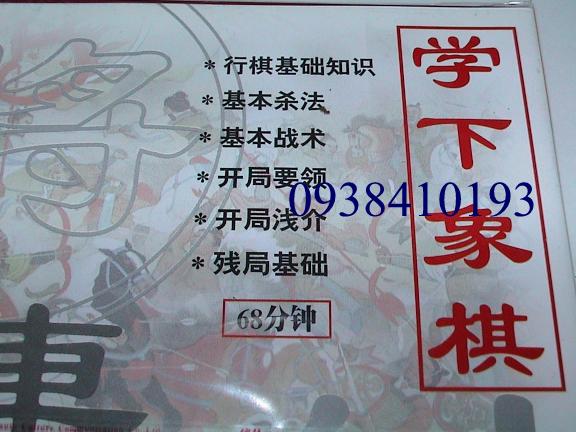 学下象棋
* 行棋基础知识
* 基本杀法
* 基本战术
* 开局要领
* 开局浅介
* 残局基础
68分钟
0938410193
車